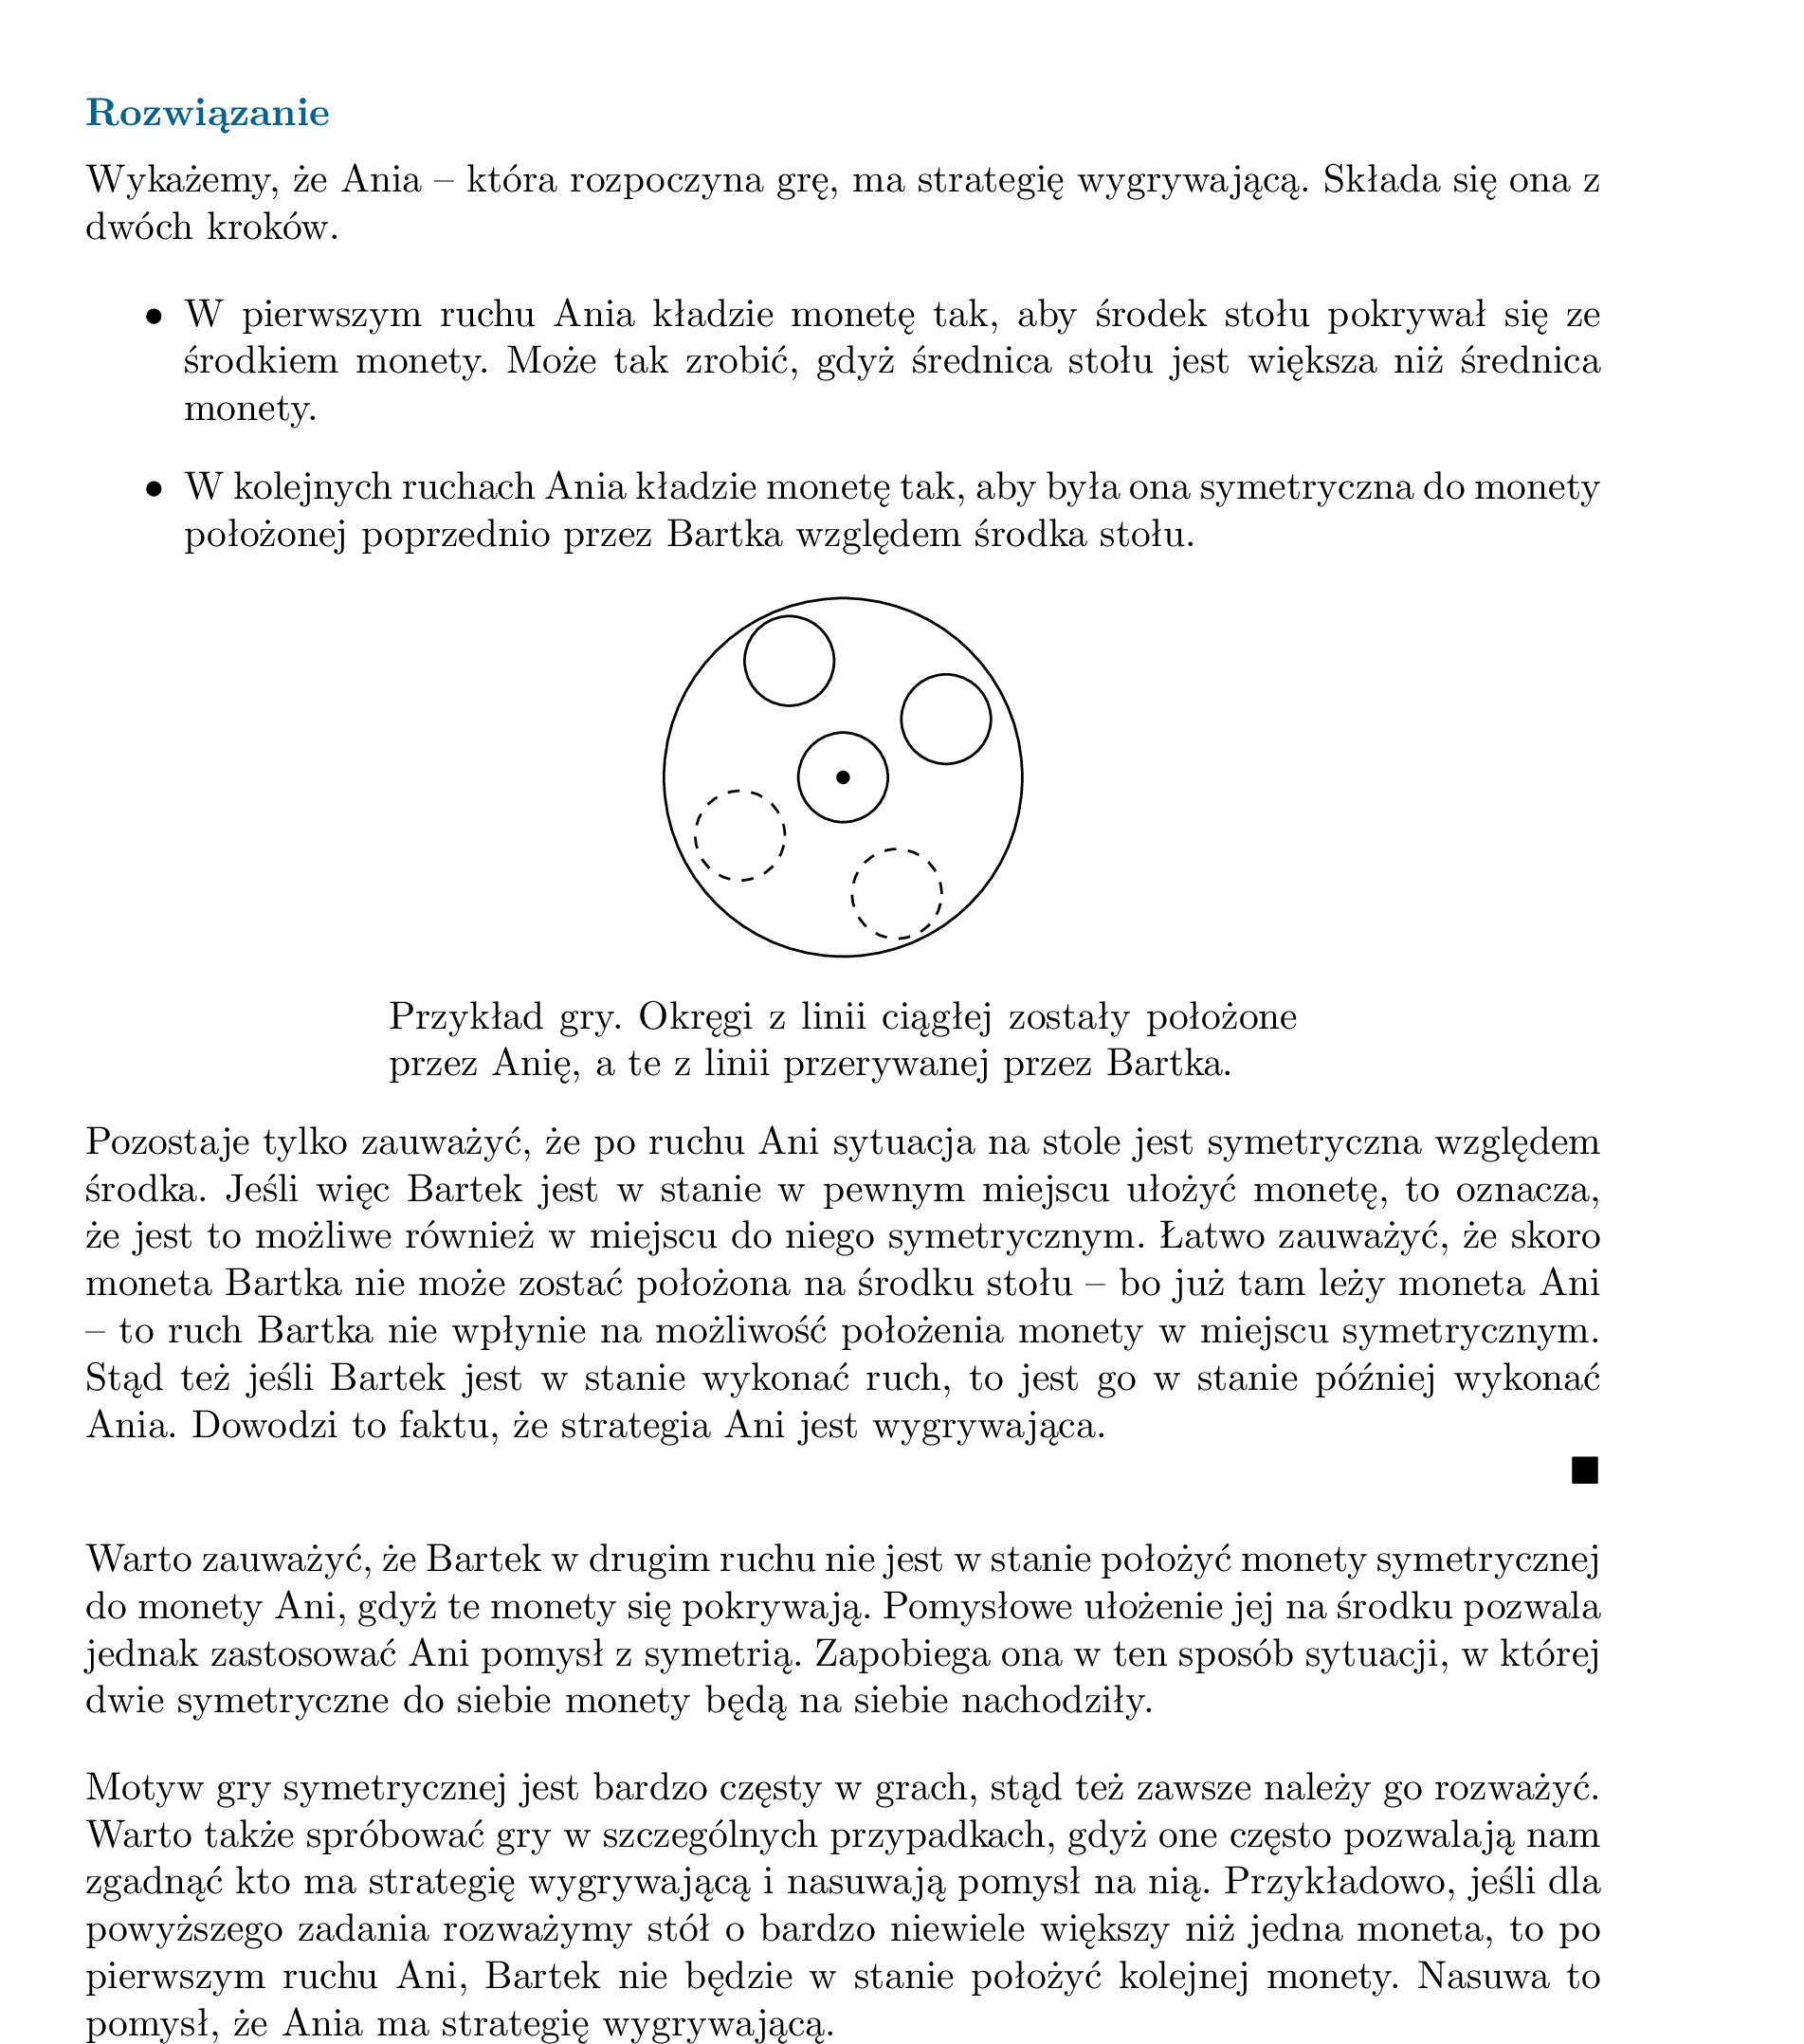 Rozwiązanie
Wykażemy, że Ania – która rozpoczyna grę, ma strategię wygrywającą. Składa się ona z
dwóch kroków.
• W pierwszym ruchu Ania kładzie monetę tak, aby środek stołu pokrywał się ze
środkiem monety. Może tak zrobić, gdyż średnica stołu jest większa niż średnica
monety.
• W kolejnych ruchach Ania kładzie monetę tak, aby była ona symetryczna do monety
położonej poprzednio przez Bartka względem środka stołu.
Przykład gry. Okręgi z linii ciągłej zostały położone
przez Anię, a te z linii przerywanej przez Bartka.
Pozostaje tylko zauważyć, że po ruchu Ani sytuacja na stole jest symetryczna względem
środka. Jeśli więc Bartek jest w stanie w pewnym miejscu ułożyć monetę, to oznacza,
że jest to możliwe również w miejscu do niego symetrycznym. Łatwo zauważyć, że skoro
moneta Bartka nie może zostać położona na środku stołu – bo już tam leży moneta Ani
– to ruch Bartka nie wpłynie na możliwość położenia monety w miejscu symetrycznym.
Stąd też jeśli Bartek jest w stanie wykonać ruch, to jest go w stanie później wykonać
Ania. Dowodzi to faktu, że strategia Ani jest wygrywająca.
■
Warto zauważyć, że Bartek w drugim ruchu nie jest w stanie położyć monety symetrycznej
do monety Ani, gdyż te monety się pokrywają. Pomysłowe ułożenie jej na środku pozwala
jednak zastosować Ani pomysł z symetrią. Zapobiega ona w ten sposób sytuacji, w której
dwie symetryczne do siebie monety będą na siebie nachodziły.
Motyw gry symetrycznej jest bardzo częsty w grach, stąd też zawsze należy go rozważyć.
Warto także spróbować gry w szczególnych przypadkach, gdyż one często pozwalają nam
zgadnąć kto ma strategię wygrywającą i nasuwają pomysł na nią. Przykładowo, jeśli dla
powyższego zadania rozważymy stół o bardzo niewiele większy niż jedna moneta, to po
pierwszym ruchu Ani, Bartek nie będzie w stanie położyć kolejnej monety. Nasuwa to
pomysł, że Ania ma strategię wygrywającą.